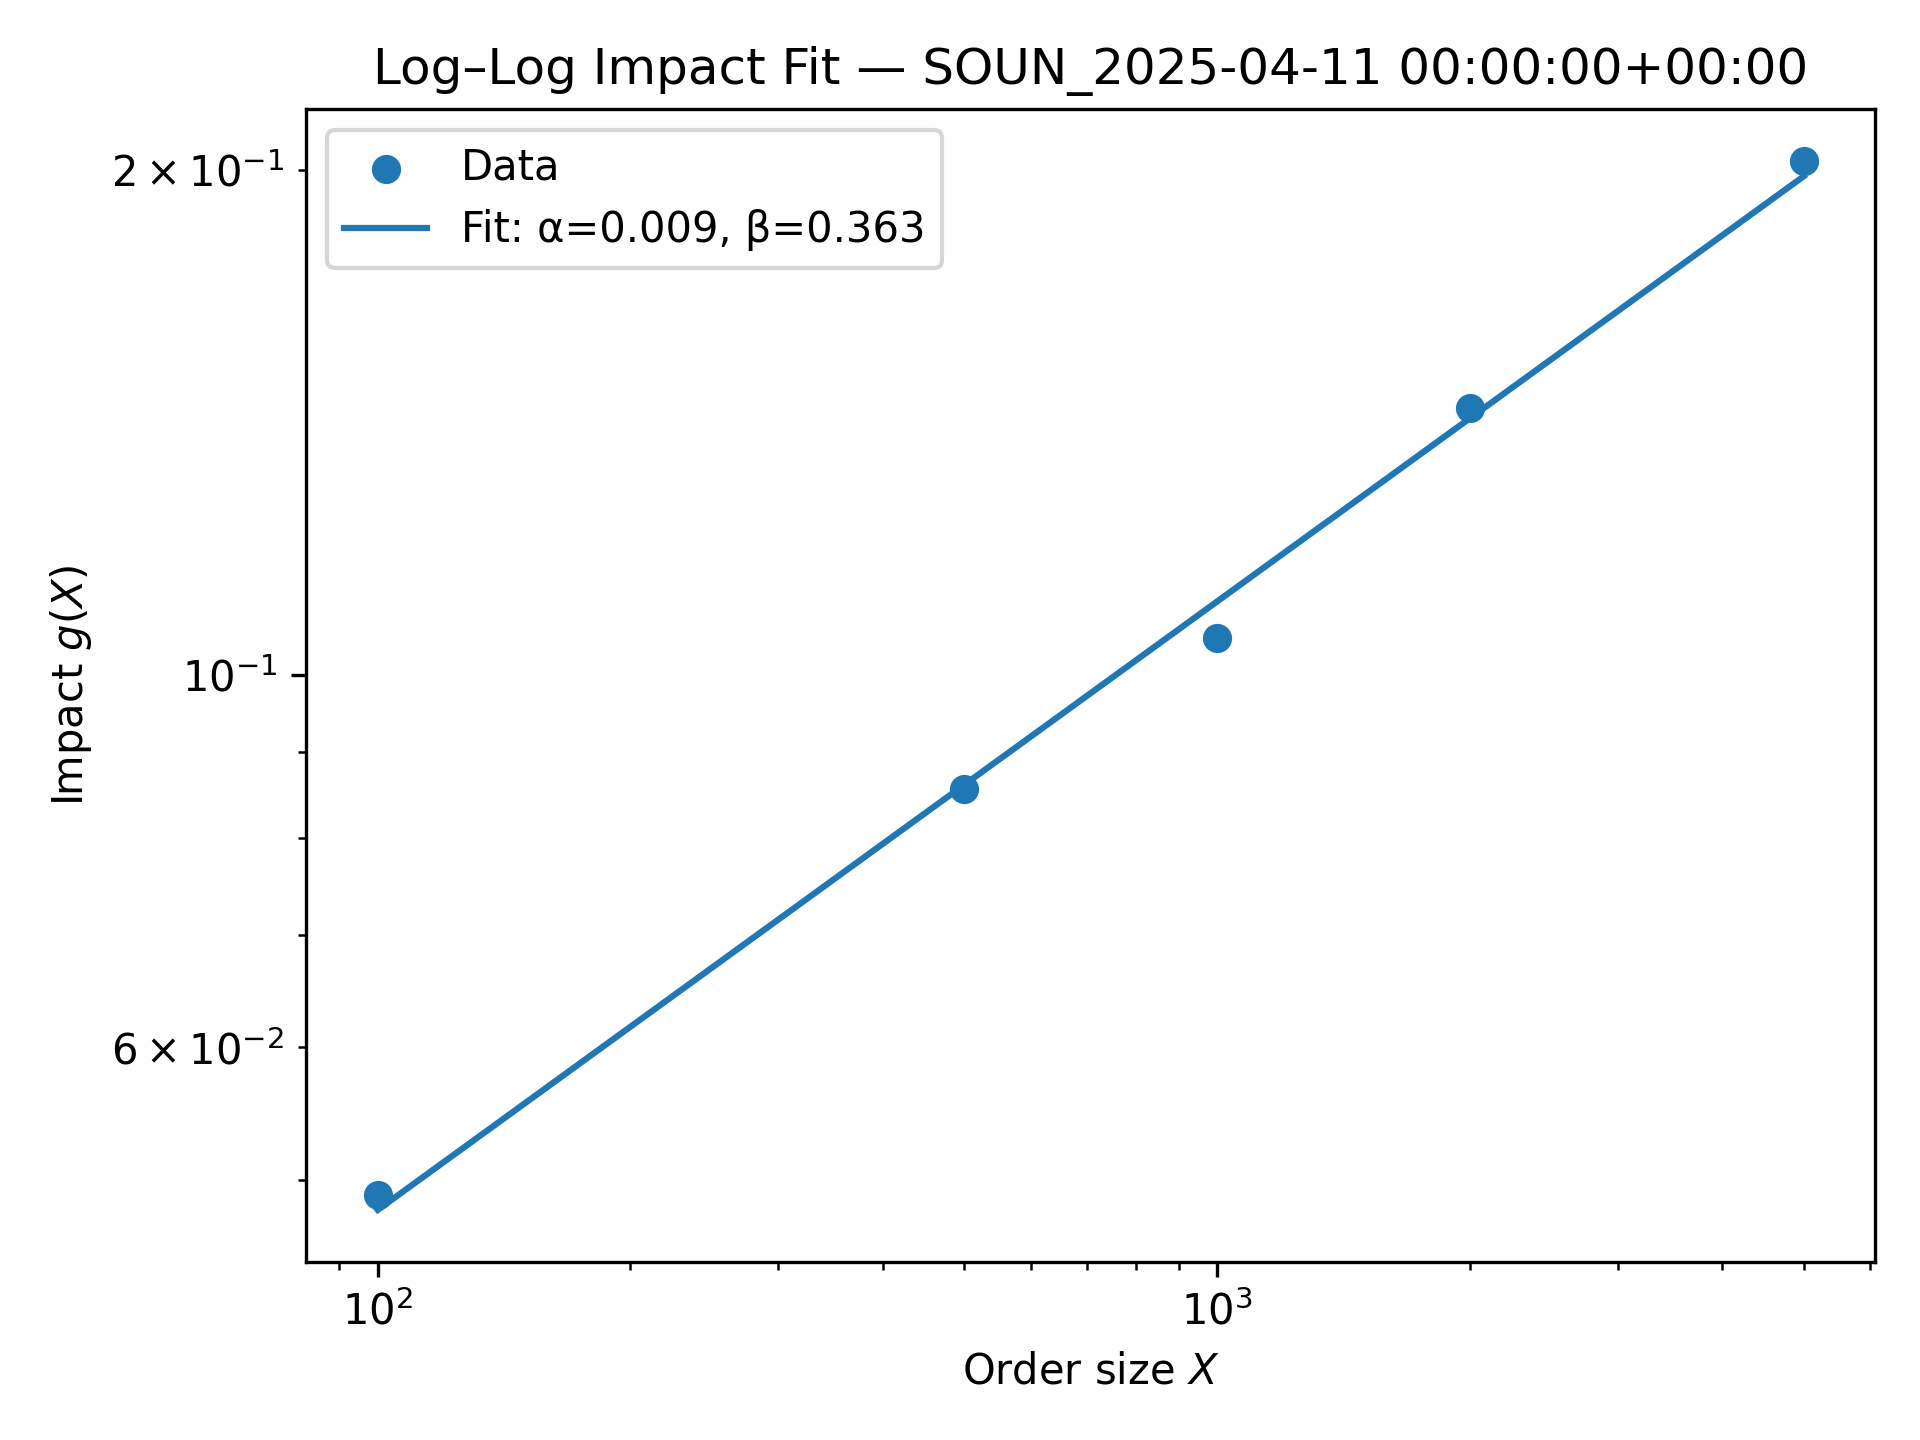 Log–Log Impact Fit — SOUN_2025-04-11 00:00:00+00:00
Data
Fit: α=0.009, β=0.363
2 × 10⁻¹
10⁻¹
6 × 10⁻²
Impact g(X)
10² 10³
Order size X